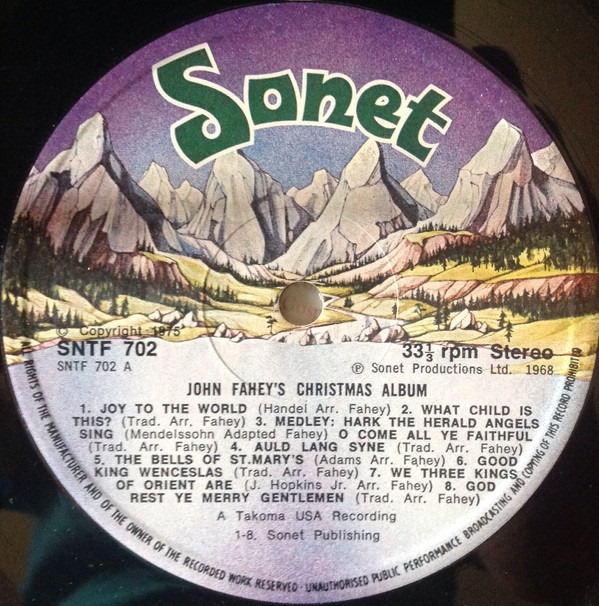 Sonet
© Copyright 1975
SNTF 702
SNTF 702 A
33 1/3 rpm Stereo
℗ Sonet Productions Ltd. 1968
JOHN FAHEY'S CHRISTMAS ALBUM
1. JOY TO THE WORLD (Handel Arr. Fahey) 2. WHAT CHILD IS
THIS? (Trad. Arr. Fahey) 3. MEDLEY: HARK THE HERALD ANGELS
SING (Mendelssohn Adapted Fahey) O COME ALL YE FAITHFUL
(Trad. Arr. Fahey) 4. AULD LANG SYNE (Trad. Arr. Fahey)
5. THE BELLS OF ST.MARY'S (Adams Arr. Fahey) 6. GOOD
KING WENCESLAS (Trad. Arr. Fahey) 7. WE THREE KINGS
OF ORIENT ARE (J. Hopkins Jr. Arr. Fahey) 8. GOD
REST YE MERRY GENTLEMEN (Trad. Arr. Fahey)
A Takoma USA Recording
1-8. Sonet Publishing
ALL RIGHTS OF THE MANUFACTURER AND OF THE OWNER OF THE RECORDED WORK RESERVED · UNAUTHORISED PUBLIC PERFORMANCE BROADCASTING AND COPYING OF THIS RECORD PROHIBITED